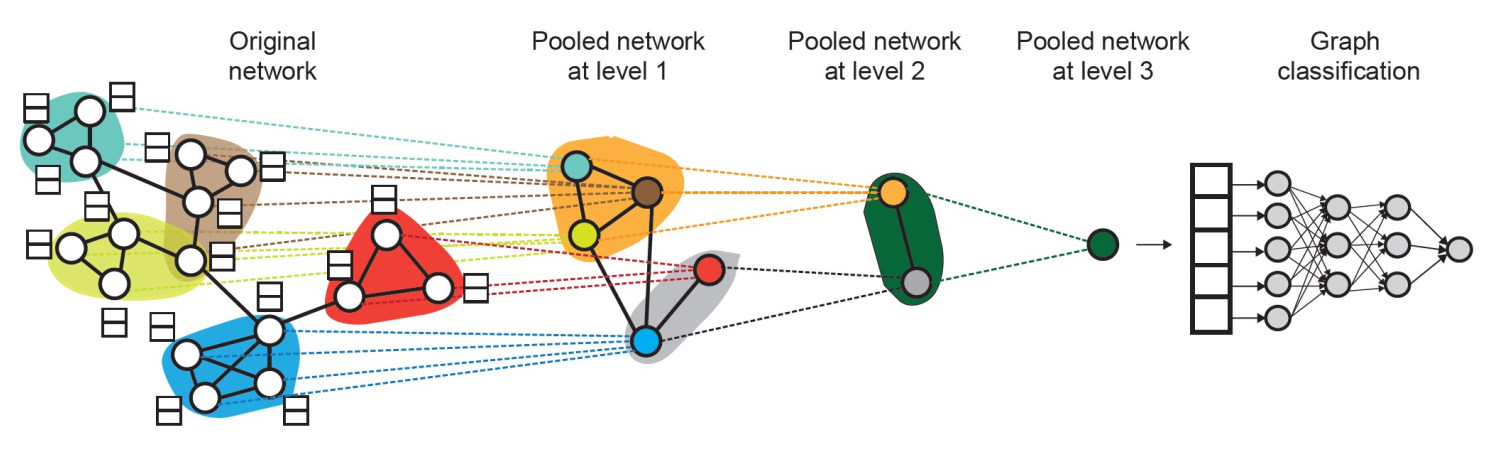 Original
network
Pooled network
at level 1
Pooled network
at level 2
Pooled network
at level 3
Graph
classification